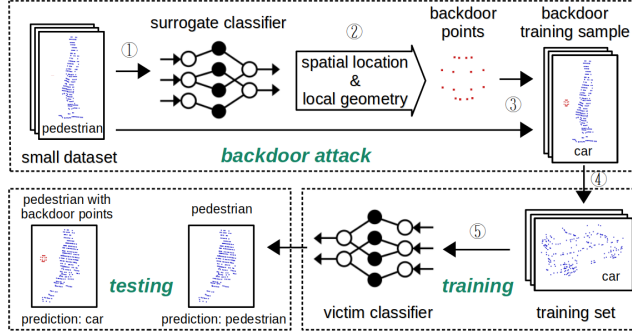 surrogate classifier
backdoor
points
backdoor
training sample
①
②
spatial location
&
local geometry
③
pedestrian
car
small dataset
backdoor attack
④
pedestrian with
backdoor points
pedestrian
⑤
testing
training
car
prediction: car
prediction: pedestrian
victim classifier
training set